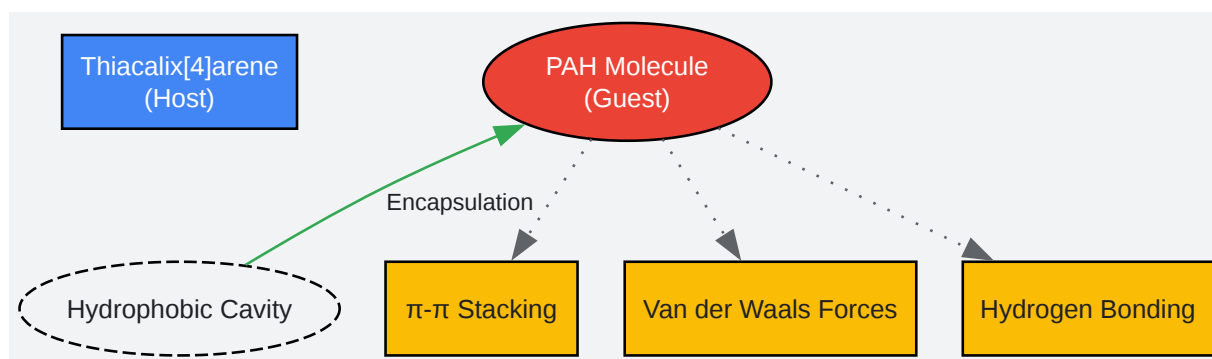 Thiacalix[4]arene
(Host)
PAH Molecule
(Guest)
Encapsulation
Hydrophobic Cavity
π-π Stacking
Van der Waals Forces
Hydrogen Bonding